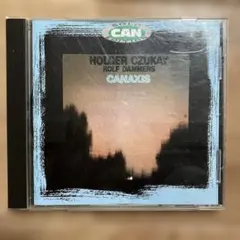 CAN
HOLGER CZUKAY
ROLF DAMMERS
CANAXIS